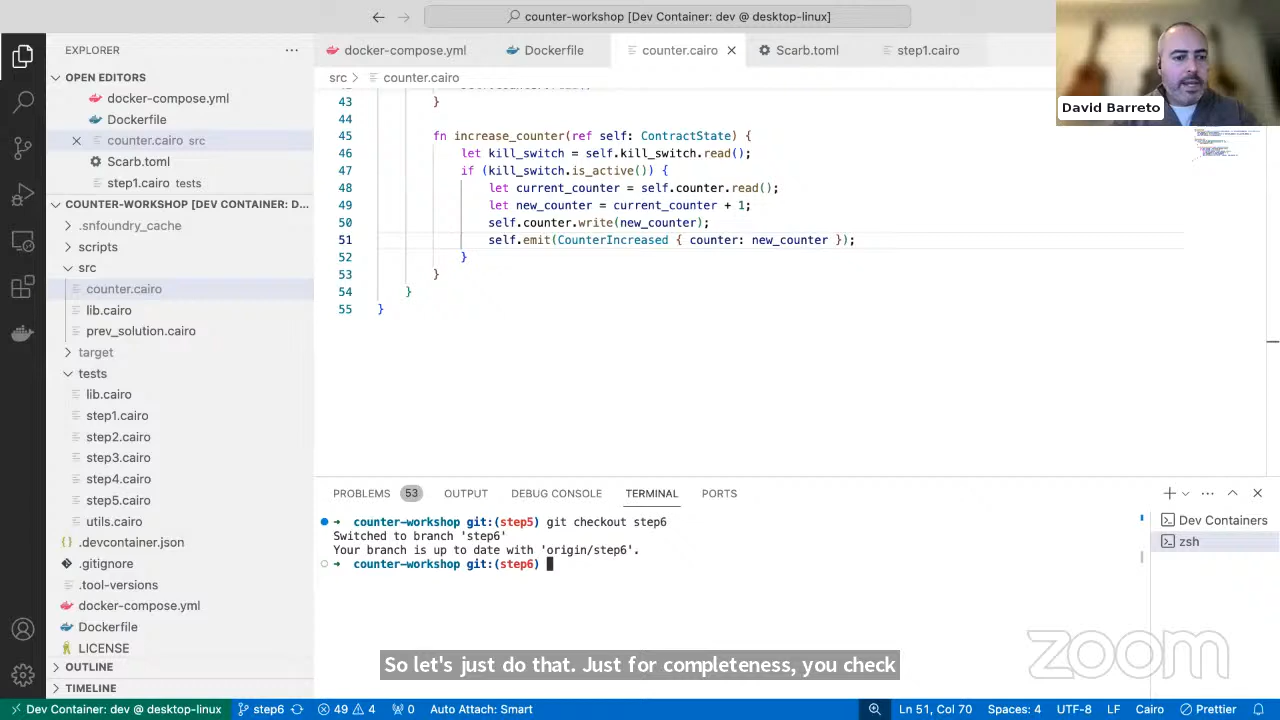 counter-workshop [Dev Container: dev @ desktop-linux]
EXPLORER
OPEN EDITORS
docker-compose.yml
Dockerfile
counter.cairo src
Scarb.toml
step1.cairo tests
COUNTER-WORKSHOP [DEV CONTAINER: D...
.snfoundry_cache
scripts
src
counter.cairo
lib.cairo
prev_solution.cairo
target
tests
lib.cairo
step1.cairo
step2.cairo
step3.cairo
step4.cairo
step5.cairo
utils.cairo
.devcontainer.json
.gitignore
.tool-versions
docker-compose.yml
Dockerfile
LICENSE
OUTLINE
TIMELINE
docker-compose.yml Dockerfile counter.cairo Scarb.toml step1.cairo
src > counter.cairo
43 }
44
45 fn increase_counter(ref self: ContractState) {
46 let kill_switch = self.kill_switch.read();
47 if (kill_switch.is_active()) {
48 let current_counter = self.counter.read();
49 let new_counter = current_counter + 1;
50 self.counter.write(new_counter);
51 self.emit(CounterIncreased { counter: new_counter });
52 }
53 }
54 }
55 }
David Barreto
PROBLEMS 53 OUTPUT DEBUG CONSOLE TERMINAL PORTS
counter-workshop git:(step5) git checkout step6
Switched to branch 'step6'
Your branch is up to date with 'origin/step6'.
counter-workshop git:(step6)
Dev Containers
zsh
So let's just do that. Just for completeness, you check
zoom
Dev Container: dev @ desktop-linux step6 49 4 0 Auto Attach: Smart Ln 51, Col 70 Spaces: 4 UTF-8 LF Cairo Prettier